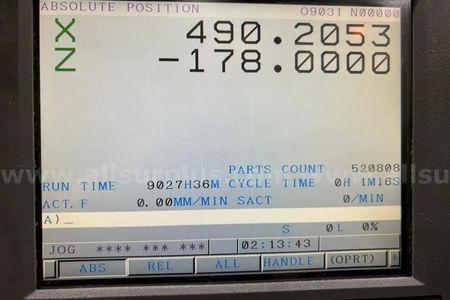 ABSOLUTE POSITION O9031 N00000
X 490.2053
Z -178.0000
PARTS COUNT 520808
RUN TIME 9027H36M CYCLE TIME 0H 1M16S
ACT.F 0.00MM/MIN SACT 0/MIN
A)_
S 0 L 0%
JOG **** *** *** 02:13:43
ABS REL ALL HANDLE (OPRT) +